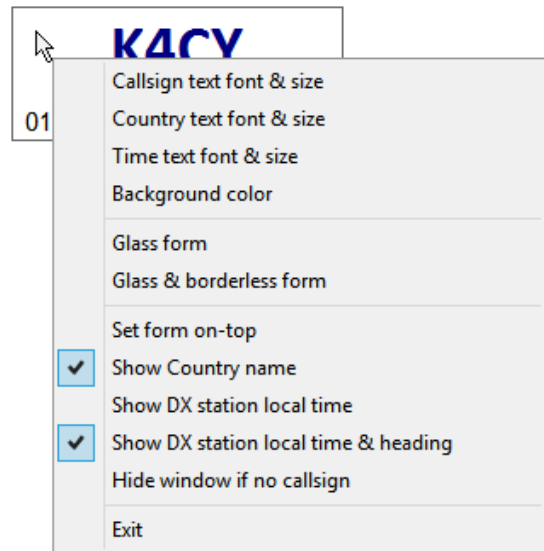 K4CY
01
Callsign text font & size
Country text font & size
Time text font & size
Background color
Glass form
Glass & borderless form
Set form on-top
Show Country name
Show DX station local time
Show DX station local time & heading
Hide window if no callsign
Exit